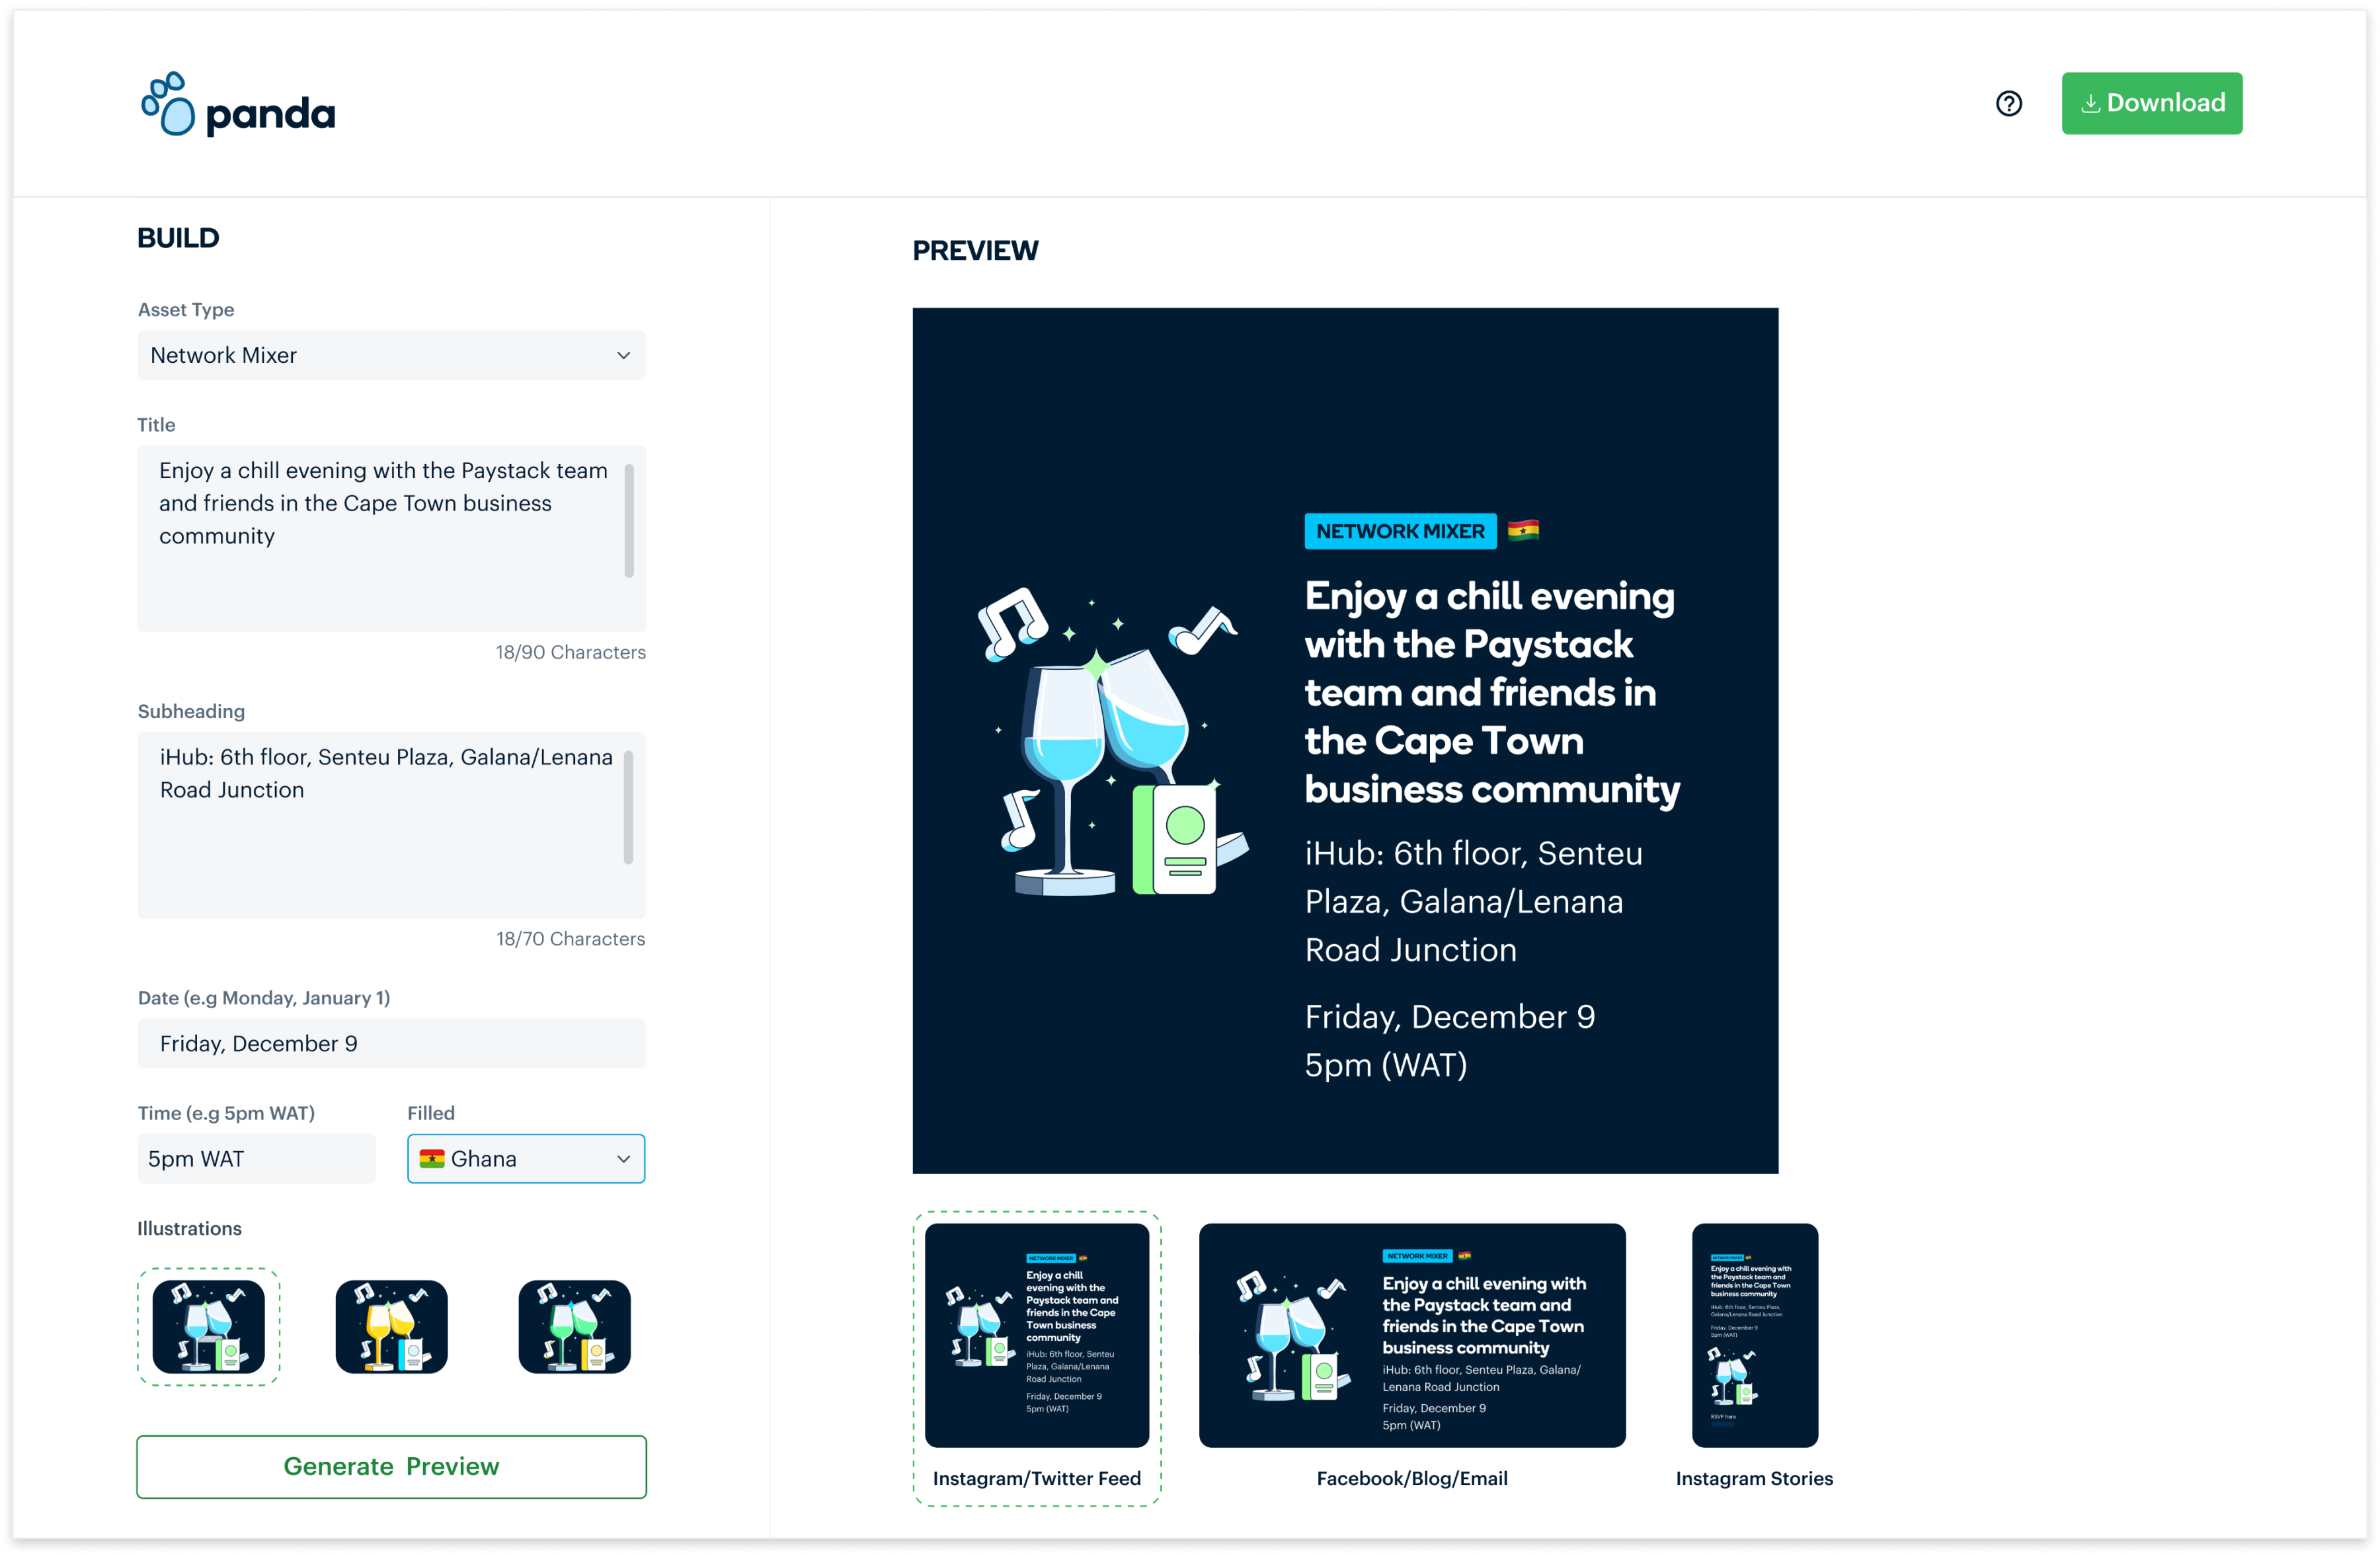 panda
Download
BUILD
Asset Type
Network Mixer
Title
Enjoy a chill evening with the Paystack team
and friends in the Cape Town business
community
18/90 Characters
Subheading
iHub: 6th floor, Senteu Plaza, Galana/Lenana
Road Junction
18/70 Characters
Date (e.g Monday, January 1)
Friday, December 9
Time (e.g 5pm WAT)
Filled
5pm WAT
Ghana
Illustrations
Generate Preview
PREVIEW
NETWORK MIXER
Enjoy a chill evening
with the Paystack
team and friends in
the Cape Town
business community
iHub: 6th floor, Senteu
Plaza, Galana/Lenana
Road Junction
Friday, December 9
5pm (WAT)
NETWORK MIXER
Enjoy a chill
evening with the
Paystack team and
friends in the Cape
Town business
community
iHub: 6th floor, Senteu
Plaza, Galana/Lenana
Road Junction
Friday, December 9
5pm (WAT)
Instagram/Twitter Feed
NETWORK MIXER
Enjoy a chill evening with
the Paystack team and
friends in the Cape Town
business community
iHub: 6th floor, Senteu Plaza, Galana/
Lenana Road Junction
Friday, December 9
5pm (WAT)
Facebook/Blog/Email
NETWORK MIXER
Enjoy a chill evening with
the Paystack team and
friends in the Cape Town
business community
iHub: 6th floor, Senteu Plaza,
Galana/Lenana Road Junction
Friday, December 9
5pm (WAT)
RSVP here
Instagram Stories